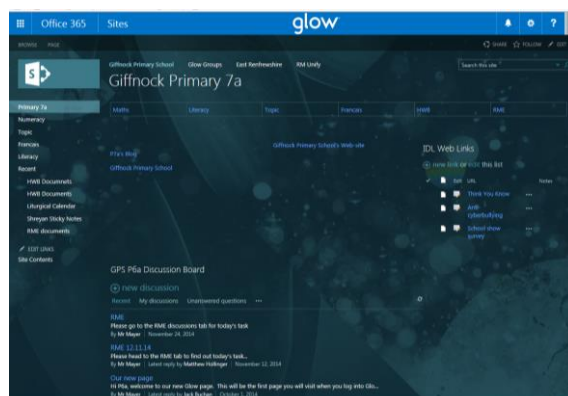 Office 365 Sites glow ?
BROWSE PAGE SHARE FOLLOW EDIT
Giffnock Primary School Glow Groups East Renfrewshire RM Unify Search this site
Giffnock Primary 7a
Primary 7a
Numeracy
Topic
Francais
Literacy
Recent
HWB Documents
HWB Documents
Liturgical Calendar
Shreyan Sticky Notes
RME documents
EDIT LINKS
Site Contents
Maths Literacy Topic Francais HWB RME
Giffnock Primary School's Web site
P7a's Blog
Giffnock Primary School
IDL Web Links
new link or edit this list
Edit URL Notes
Think You Know ...
Anti-
cyberbullying ...
School show
survey ...
GPS P6a Discussion Board
new discussion
Recent My discussions Unanswered questions ...
RME
Please go to the RME discussions tab for today's task
By Mr Mayer | November 24, 2014
RME 12.11.14
Please head to the RME tab to find out today's task...
By Mr Mayer | Latest reply by Matthew Hollinger | November 12, 2014
Our new page
Hi P6a, welcome to our new Glow page. This will be the first page you will visit when you log into Glo...
By Mr Mayer | Latest reply by Jack Buchan | October 1, 2014